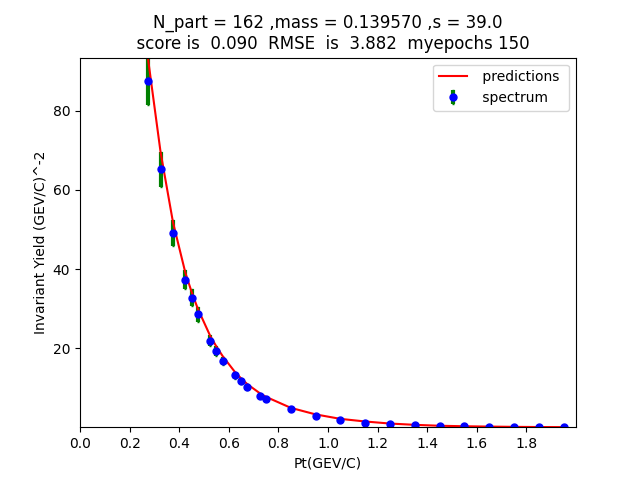 N_part = 162 ,mass = 0.139570 ,s = 39.0
score is  0.090  RMSE  is  3.882  myepochs 150
predictions
spectrum
Invariant Yield (GEV/C)^-2
80
60
40
20
0.0 0.2 0.4 0.6 0.8 1.0 1.2 1.4 1.6 1.8
Pt(GEV/C)